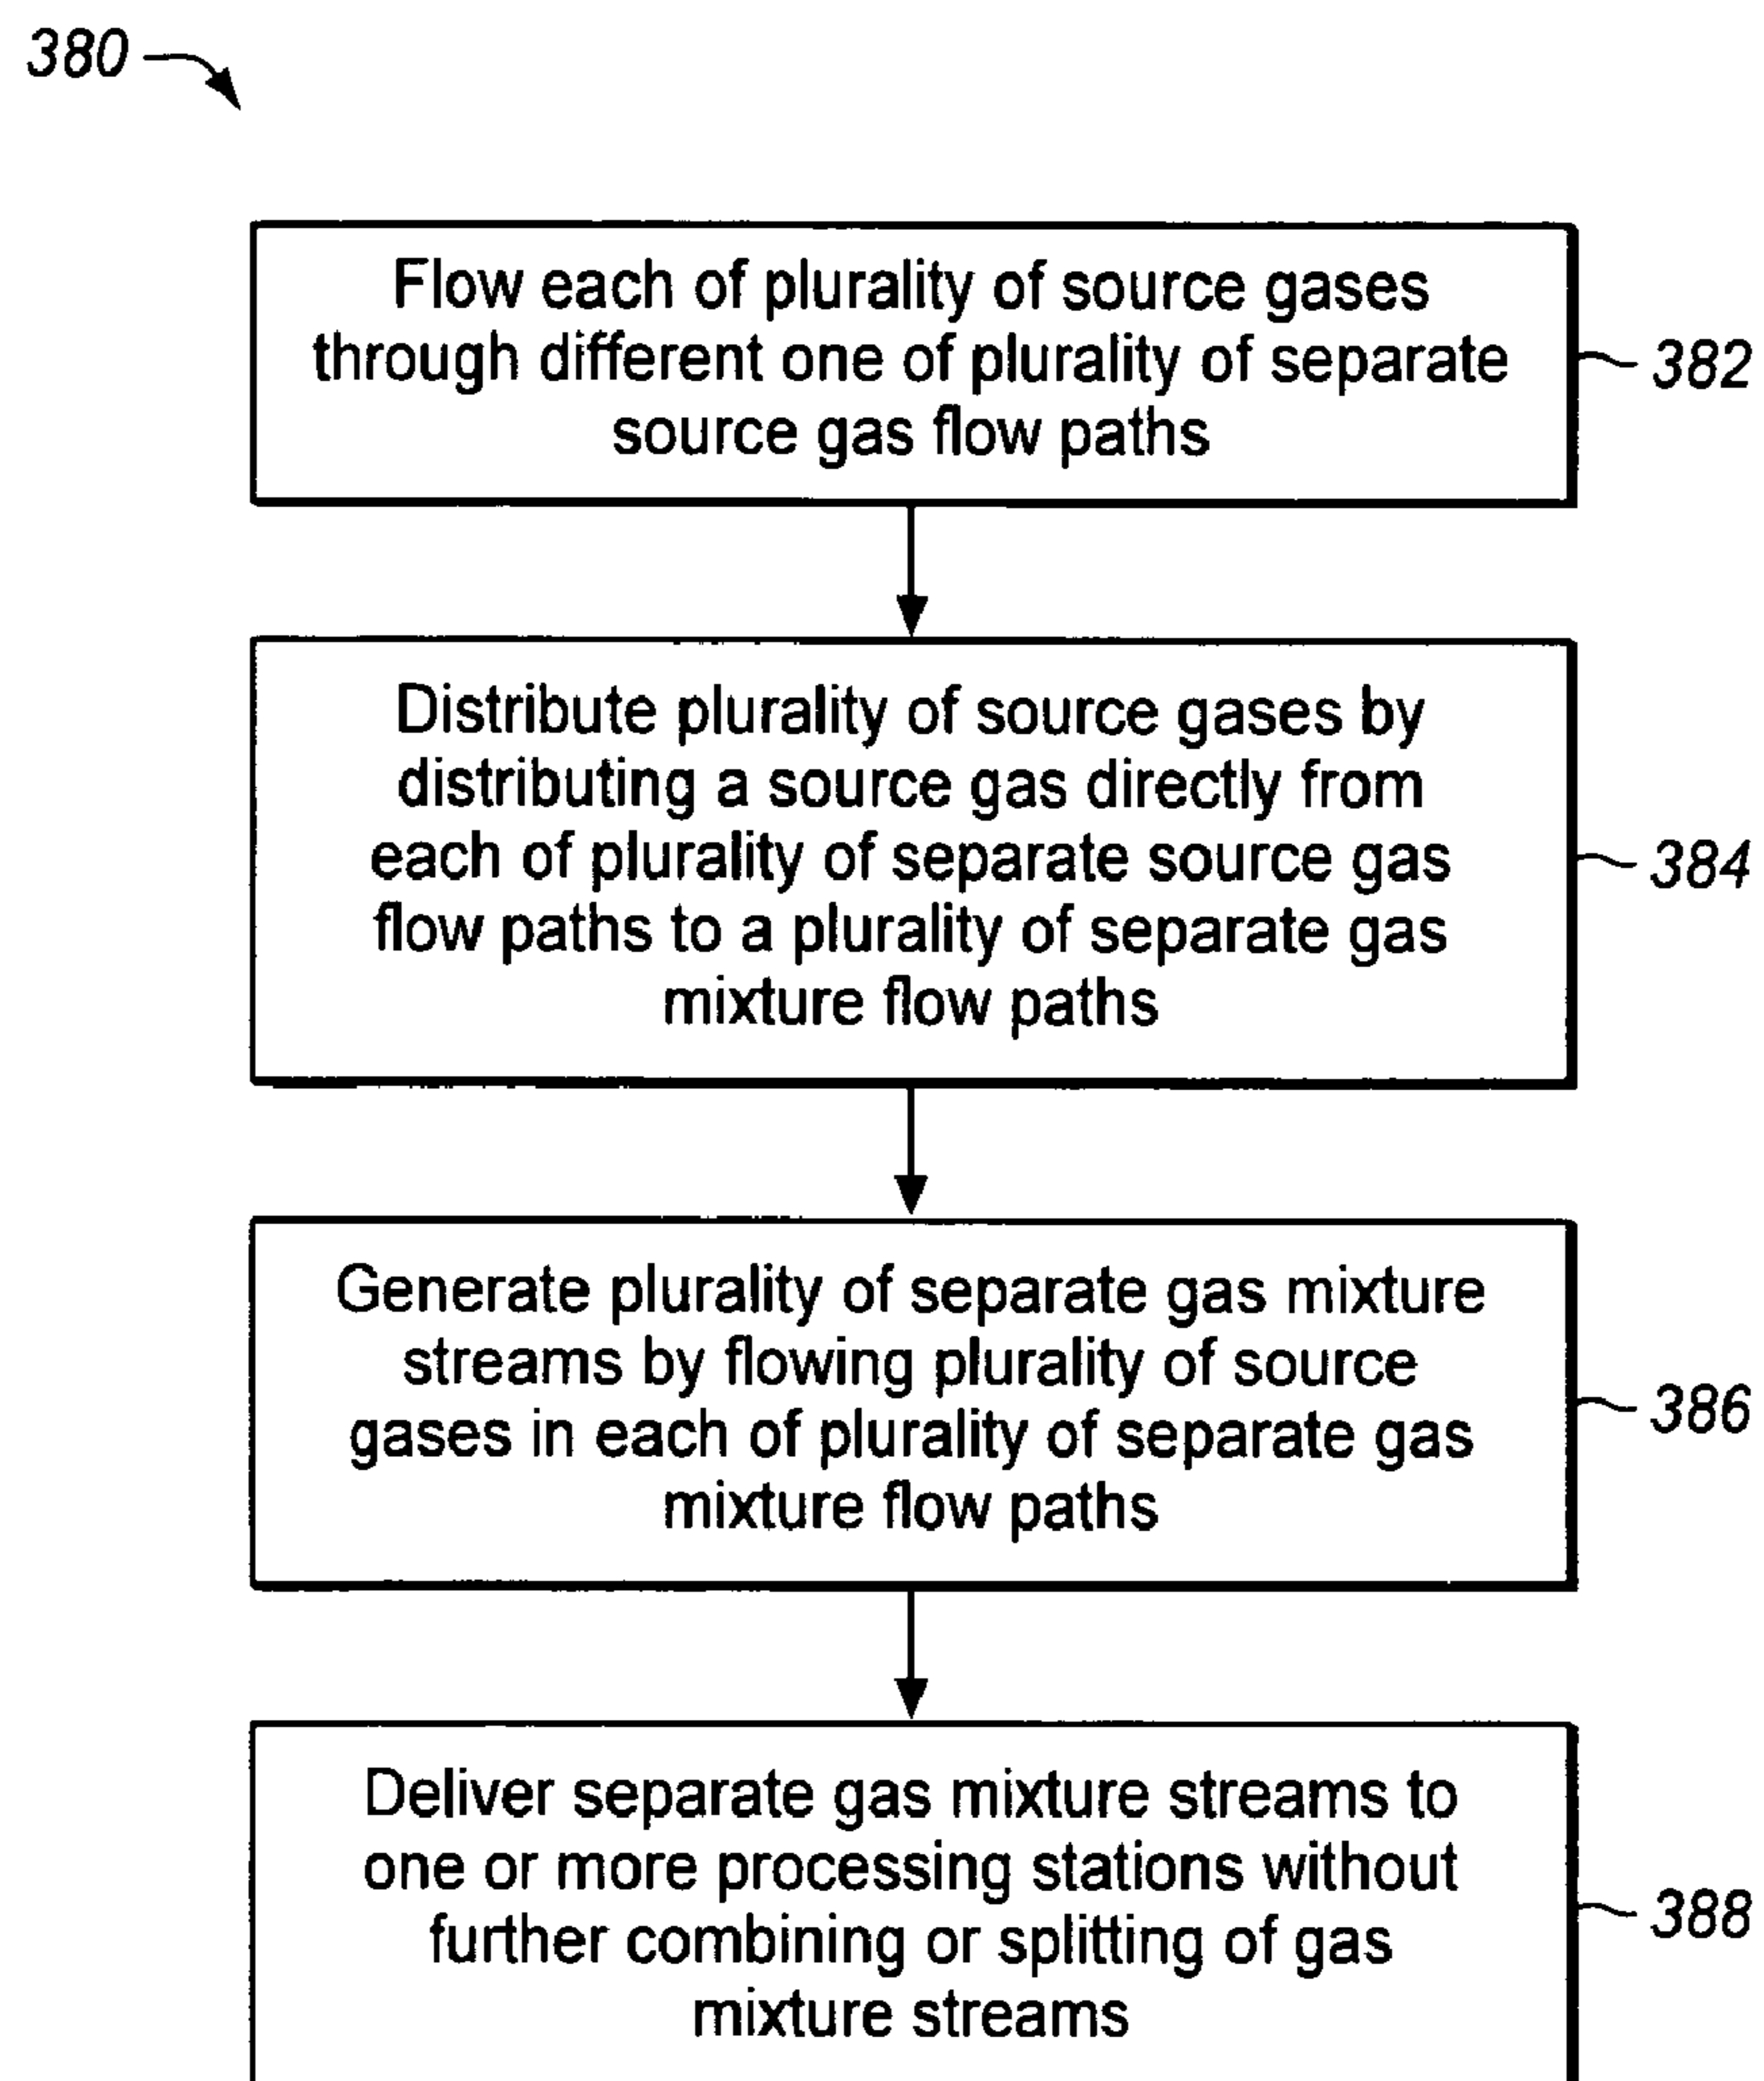 380
Flow each of plurality of source gases
through different one of plurality of separate
source gas flow paths
382
Distribute plurality of source gases by
distributing a source gas directly from
each of plurality of separate source gas
flow paths to a plurality of separate gas
mixture flow paths
384
Generate plurality of separate gas mixture
streams by flowing plurality of source
gases in each of plurality of separate gas
mixture flow paths
386
Deliver separate gas mixture streams to
one or more processing stations without
further combining or splitting of gas
mixture streams
388